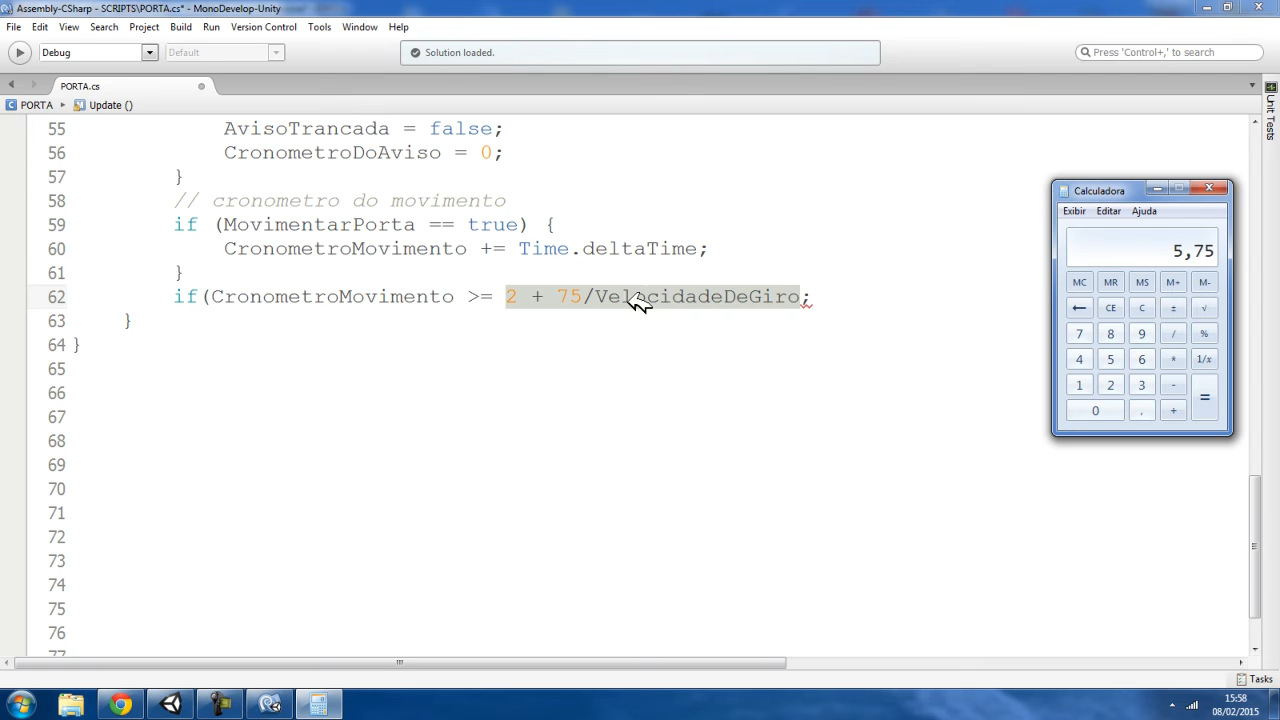 Assembly-CSharp - SCRIPTS\PORTA.cs* - MonoDevelop-Unity
File Edit View Search Project Build Run Version Control Tools Window Help
Debug Default Solution loaded. Press 'Control+,' to search
PORTA.cs
PORTA Update ()
Unit Tests
55 AvisoTrancada = false;
56 CronometroDoAviso = 0;
57 }
58 // cronometro do movimento
59 if (MovimentarPorta == true) {
60 CronometroMovimento += Time.deltaTime;
61 }
62 if(CronometroMovimento >= 2 + 75/VelocidadeDeGiro;
63 }
64 }
65
66
67
68
69
70
71
72
73
74
75
76
77
Calculadora
Exibir Editar Ajuda
5,75
MC MR MS M+ M-
← CE C ± √
7 8 9 / %
4 5 6 * 1/x
1 2 3 - =
0 , +
Tasks
15:58
08/02/2015